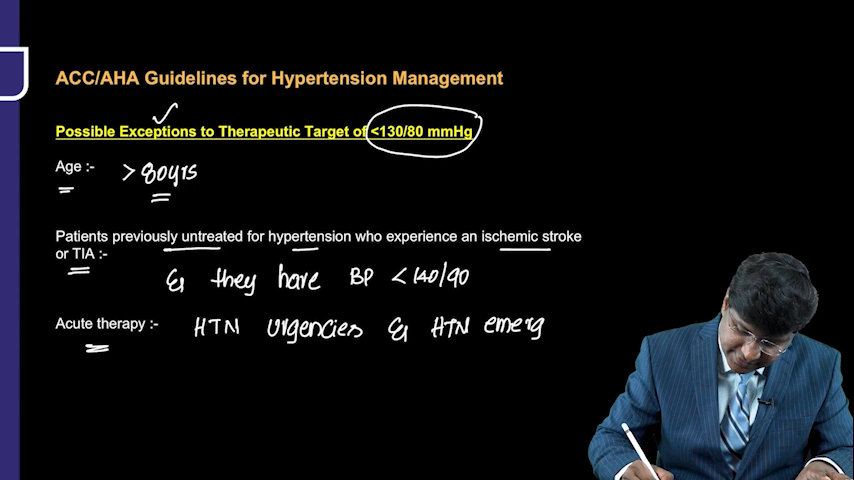 ACC/AHA Guidelines for Hypertension Management
Possible Exceptions to Therapeutic Target of <130/80 mmHg
Age :- > 80yrs
Patients previously untreated for hypertension who experience an ischemic stroke
or TIA :-
& they have BP <140/90
Acute therapy :- HTN urgencies & HTN emerg